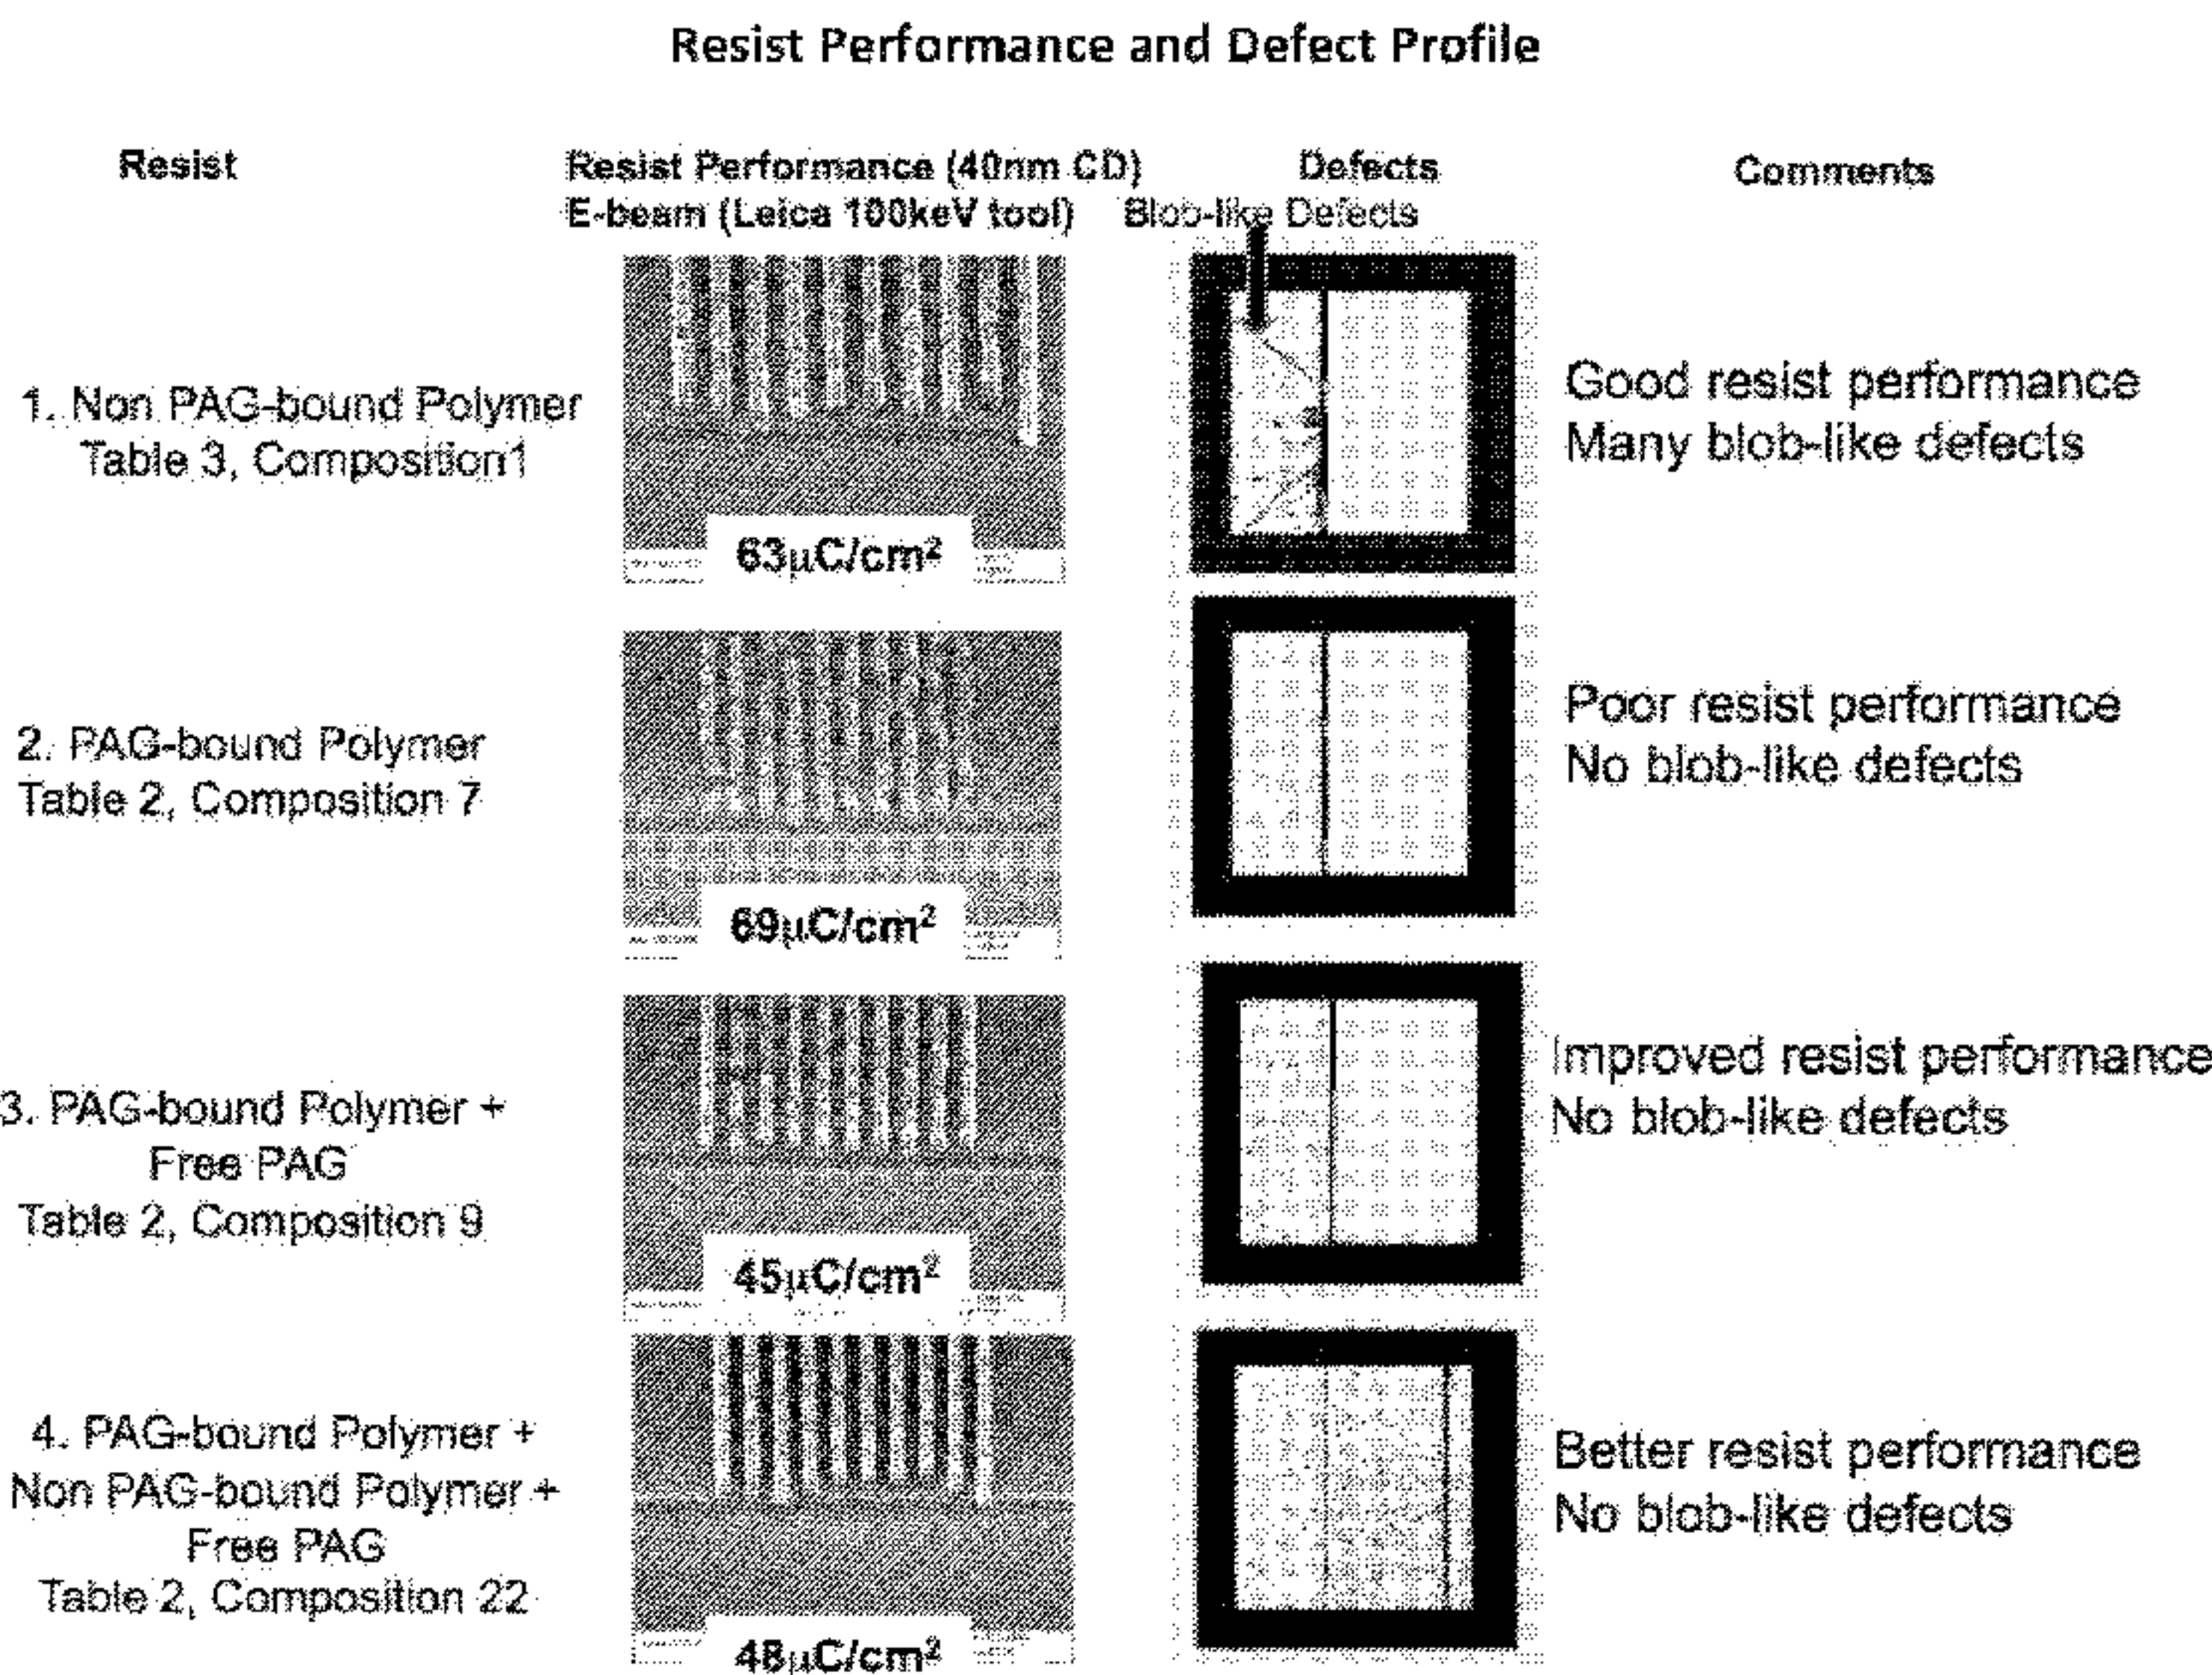 Resist Performance and Defect Profile
Resist
Resist Performance (40nm CD)
E-beam (Leica 100keV tool)
Defects
Blob-like Defects
Comments
1. Non PAG-bound Polymer
Table 3, Composition1
63µC/cm²
Good resist performance
Many blob-like defects
2. PAG-bound Polymer
Table 2, Composition 7
69µC/cm²
Poor resist performance
No blob-like defects
3. PAG-bound Polymer +
Free PAG
Table 2, Composition 9
45µC/cm²
Improved resist performance
No blob-like defects
4. PAG-bound Polymer +
Non PAG-bound Polymer +
Free PAG
Table 2, Composition 22
48µC/cm²
Better resist performance
No blob-like defects